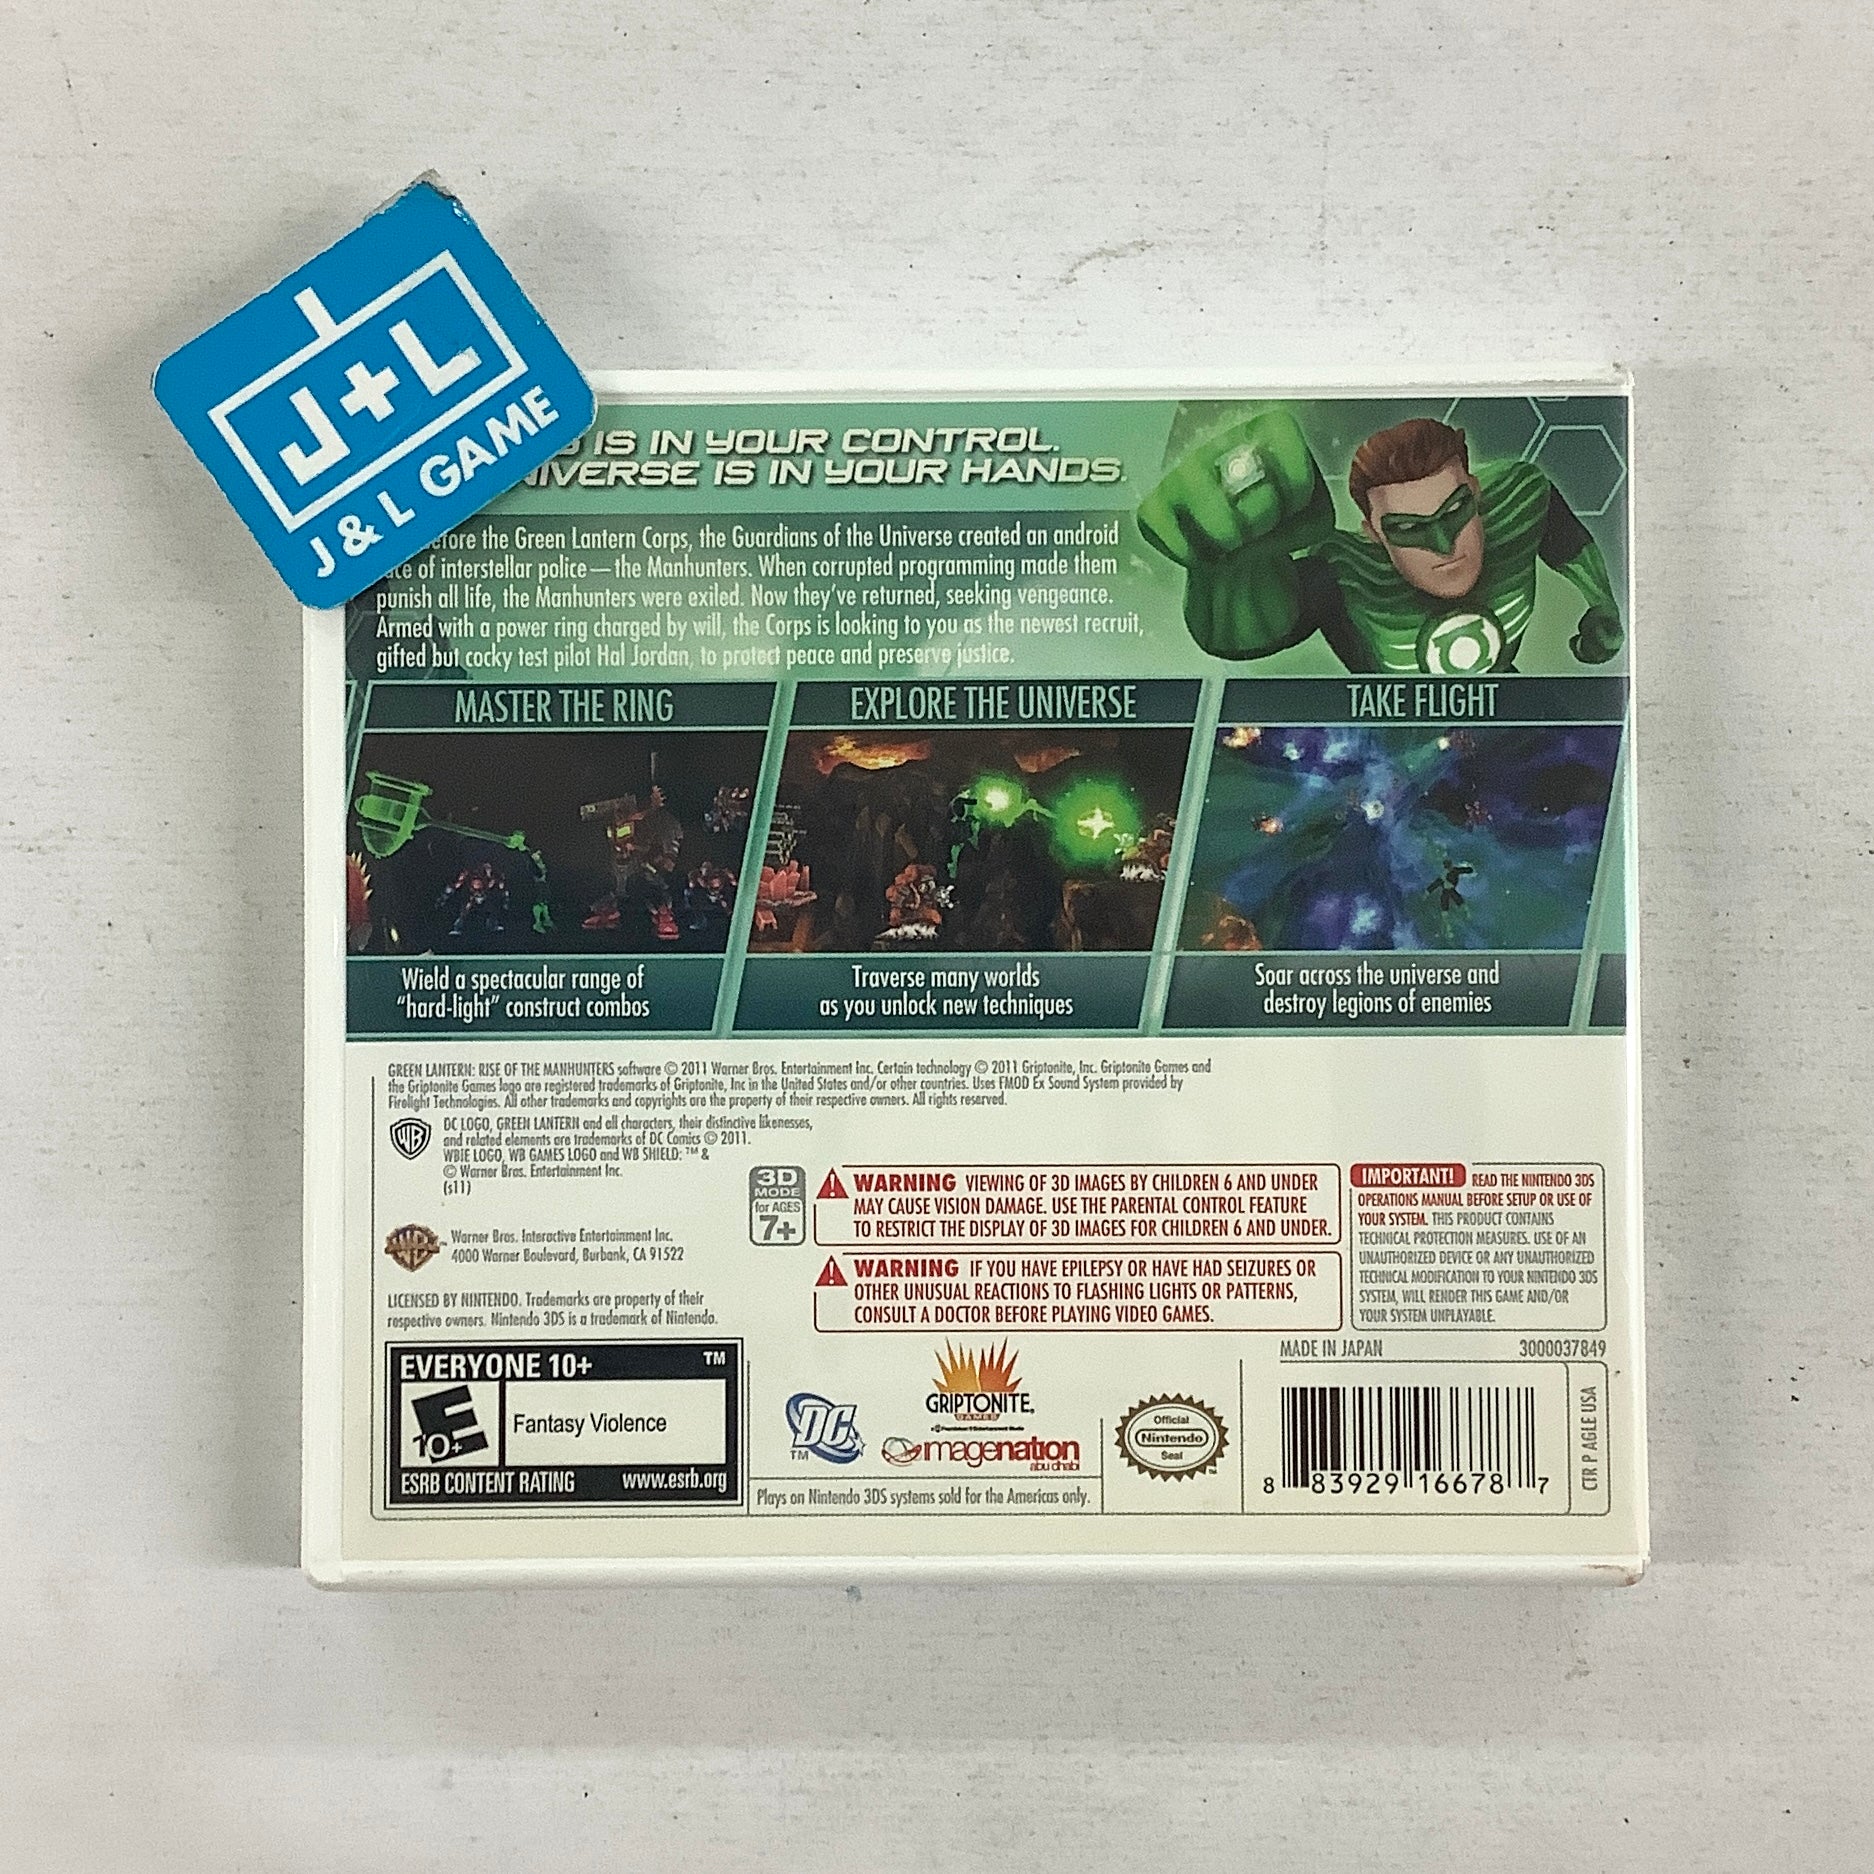 J+L
J & L GAME
IS IN YOUR CONTROL.
IS IN YOUR HANDS.
the Green Lantern Corps, the Guardians of the Universe created an android
of interstellar police—the Manhunters. When corrupted programming made them
punish all life, the Manhunters were exiled. Now they've returned, seeking vengeance.
Armed with a power ring charged by will, the Corps is looking to you as the newest recruit,
gifted but cocky test pilot Hal Jordan, to protect peace and preserve justice.
MASTER THE RING
EXPLORE THE UNIVERSE
TAKE FLIGHT
Wield a spectacular range of
“hard-light” construct combos
Traverse many worlds
as you unlock new techniques
Soar across the universe and
destroy legions of enemies
GREEN LANTERN: RISE OF THE MANHUNTERS software © 2011 Warner Bros. Entertainment Inc. Certain technology © 2011 Griptonite, Inc. Griptonite Games and
the Griptonite Games logo are registered trademarks of Griptonite, Inc in the United States and/or other countries. Uses FMOD Ex Sound System provided by
Firelight Technologies. All other trademarks and copyrights are the property of their respective owners. All rights reserved.
WB
DC LOGO, GREEN LANTERN and all characters, their distinctive likenesses,
and related elements are trademarks of DC Comics © 2011.
WBIE LOGO, WB GAMES LOGO and WB SHIELD: ™ &
© Warner Bros. Entertainment Inc.
(s11)
WB
Warner Bros. Interactive Entertainment Inc.
4000 Warner Boulevard, Burbank, CA 91522
LICENSED BY NINTENDO. Trademarks are property of their
respective owners. Nintendo 3DS is a trademark of Nintendo.
3D
MODE
for AGES
7+
WARNING VIEWING OF 3D IMAGES BY CHILDREN 6 AND UNDER
MAY CAUSE VISION DAMAGE. USE THE PARENTAL CONTROL FEATURE
TO RESTRICT THE DISPLAY OF 3D IMAGES FOR CHILDREN 6 AND UNDER.
WARNING IF YOU HAVE EPILEPSY OR HAVE HAD SEIZURES OR
OTHER UNUSUAL REACTIONS TO FLASHING LIGHTS OR PATTERNS,
CONSULT A DOCTOR BEFORE PLAYING VIDEO GAMES.
IMPORTANT! READ THE NINTENDO 3DS
OPERATIONS MANUAL BEFORE SETUP OR USE OF
YOUR SYSTEM. THIS PRODUCT CONTAINS
TECHNICAL PROTECTION MEASURES. USE OF AN
UNAUTHORIZED DEVICE OR ANY UNAUTHORIZED
TECHNICAL MODIFICATION TO YOUR NINTENDO 3DS
SYSTEM, WILL RENDER THIS GAME AND/OR
YOUR SYSTEM UNPLAYABLE.
EVERYONE 10+ ™
E
10+
Fantasy Violence
ESRB CONTENT RATING www.esrb.org
DC
TM
GRIPTONITE.
GAMES
imagenation
abu dhabi
Plays on Nintendo 3DS systems sold for the Americas only.
Official
Nintendo
Seal
MADE IN JAPAN 3000037849
8 83929 16678 7
CTR P AGLE USA